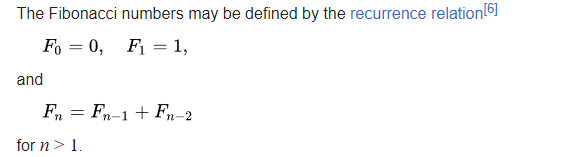 The Fibonacci numbers may be defined by the recurrence relation[6]
F₀ = 0, F₁ = 1,
and
Fₙ = Fₙ₋₁ + Fₙ₋₂
for n > 1.